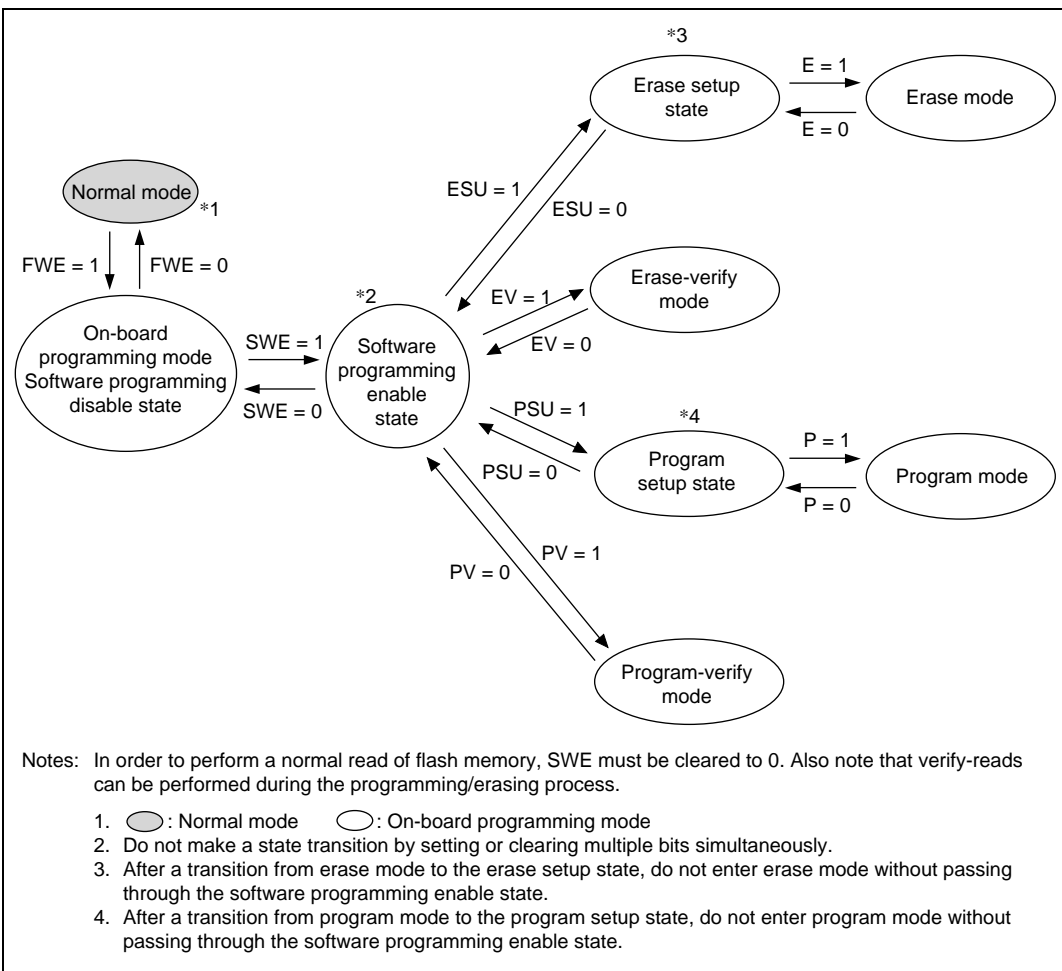 *3
Erase setup
state
E = 1
E = 0
Erase mode
Normal mode
*1
ESU = 1
ESU = 0
FWE = 1
FWE = 0
Erase-verify
mode
*2
EV = 1
EV = 0
On-board
programming mode
Software programming
disable state
SWE = 1
SWE = 0
Software
programming
enable
state
PSU = 1
PSU = 0
*4
Program
setup state
P = 1
P = 0
Program mode
PV = 1
PV = 0
Program-verify
mode
Notes: In order to perform a normal read of flash memory, SWE must be cleared to 0. Also note that verify-reads
can be performed during the programming/erasing process.
1. : Normal mode : On-board programming mode
2. Do not make a state transition by setting or clearing multiple bits simultaneously.
3. After a transition from erase mode to the erase setup state, do not enter erase mode without passing
through the software programming enable state.
4. After a transition from program mode to the program setup state, do not enter program mode without
passing through the software programming enable state.